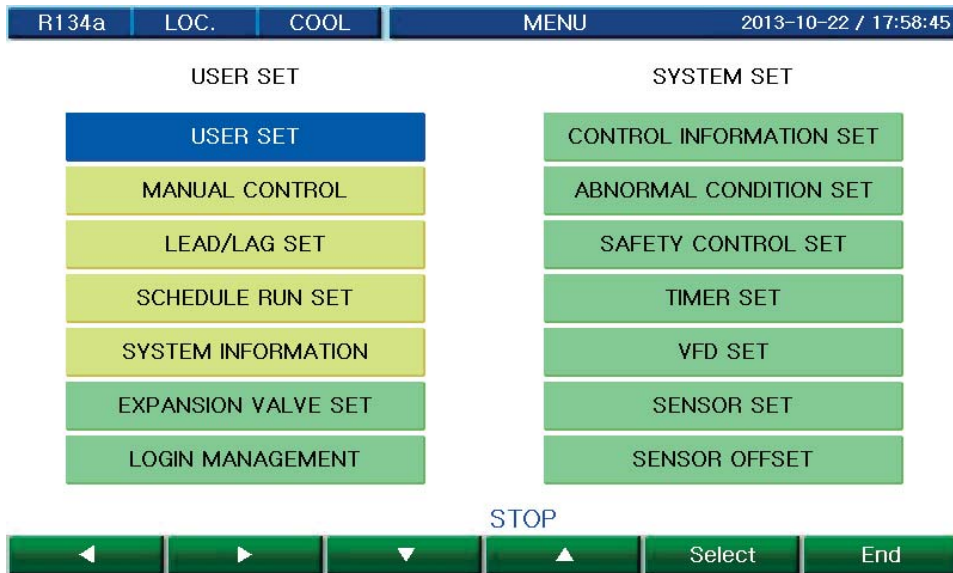 R134a LOC. COOL MENU 2013-10-22 / 17:58:45
USER SET
USER SET
MANUAL CONTROL
LEAD/LAG SET
SCHEDULE RUN SET
SYSTEM INFORMATION
EXPANSION VALVE SET
LOGIN MANAGEMENT
SYSTEM SET
CONTROL INFORMATION SET
ABNORMAL CONDITION SET
SAFETY CONTROL SET
TIMER SET
VFD SET
SENSOR SET
SENSOR OFFSET
STOP
Select End